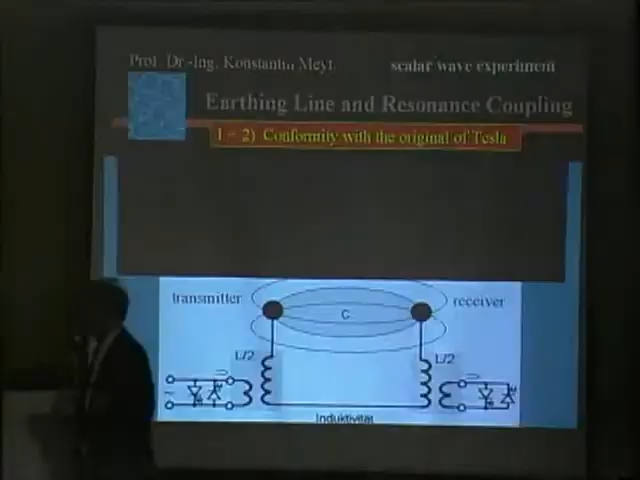 Prof. Dr-Ing. Konstantin Meyl
scalar wave experiment
Earthing Line and Resonance Coupling
1 + 2) Conformity with the original of Tesla
transmitter
C
receiver
L/2
L/2
~
Induktivität